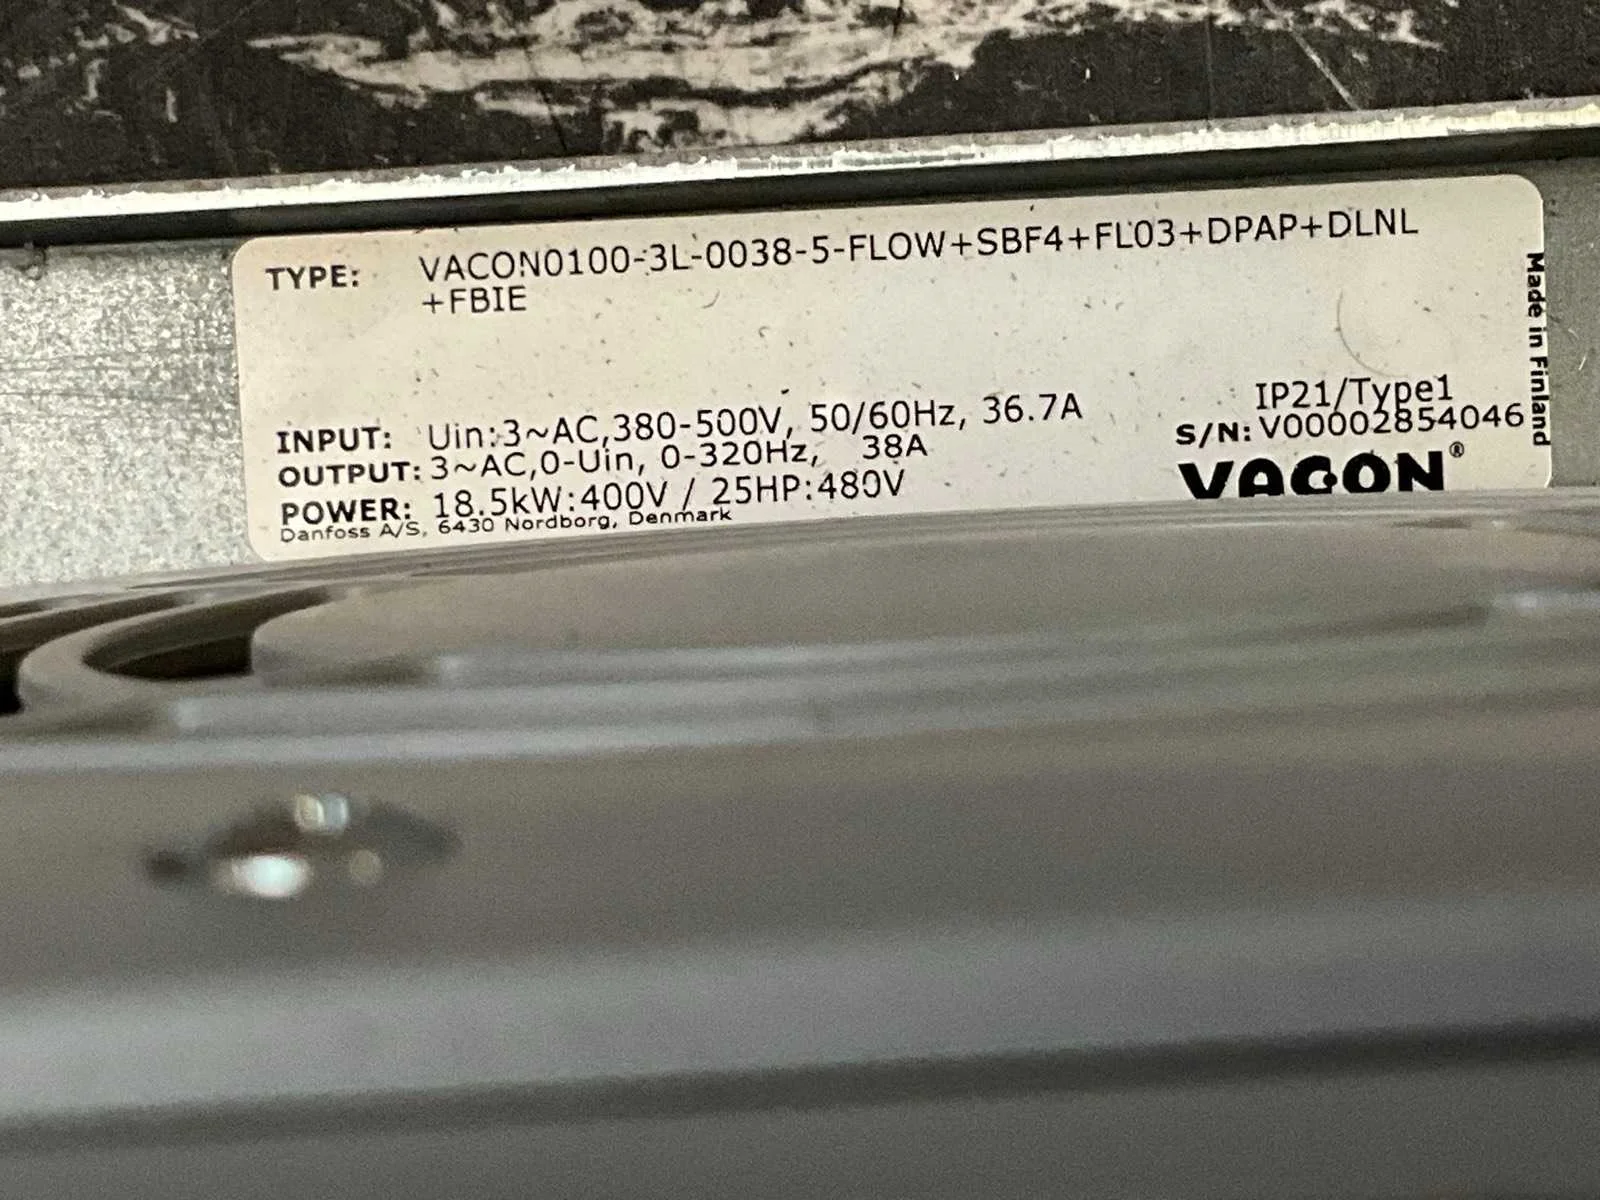 TYPE: VACON0100-3L-0038-5-FLOW+SBF4+FL03+DPAP+DLNL
+FBIE
INPUT: Uin:3~AC,380-500V, 50/60Hz, 36.7A
OUTPUT: 3~AC,0-Uin, 0-320Hz, 38A
POWER: 18.5kW:400V / 25HP:480V
Danfoss A/S, 6430 Nordborg, Denmark
IP21/Type1
S/N: V00002854046
VACON®
Made in Finland